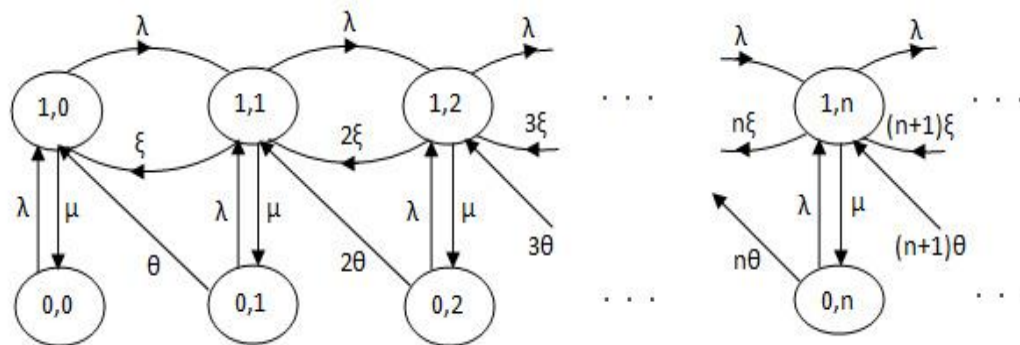 λ λ λ λ λ
1,0 1,1 1,2 . . . 1,n . . .
ξ 2ξ 3ξ nξ (n+1)ξ
λ μ λ μ λ μ λ μ
θ 2θ 3θ nθ (n+1)θ
0,0 0,1 0,2 . . . 0,n . . .